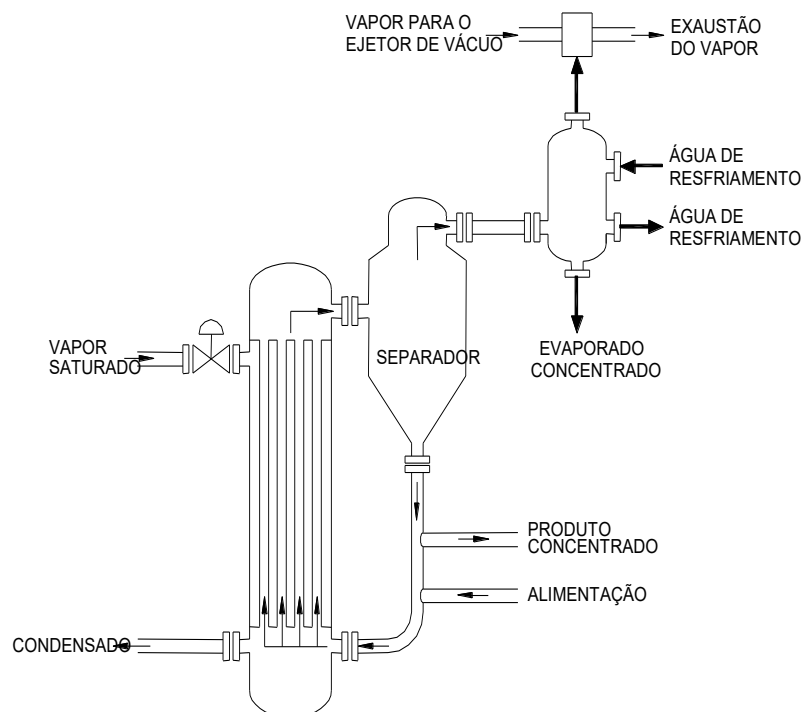 VAPOR PARA O
EJETOR DE VÁCUO
EXAUSTÃO
DO VAPOR
ÁGUA DE
RESFRIAMENTO
ÁGUA DE
RESFRIAMENTO
VAPOR
SATURADO
SEPARADOR
EVAPORADO
CONCENTRADO
PRODUTO
CONCENTRADO
ALIMENTAÇÃO
CONDENSADO